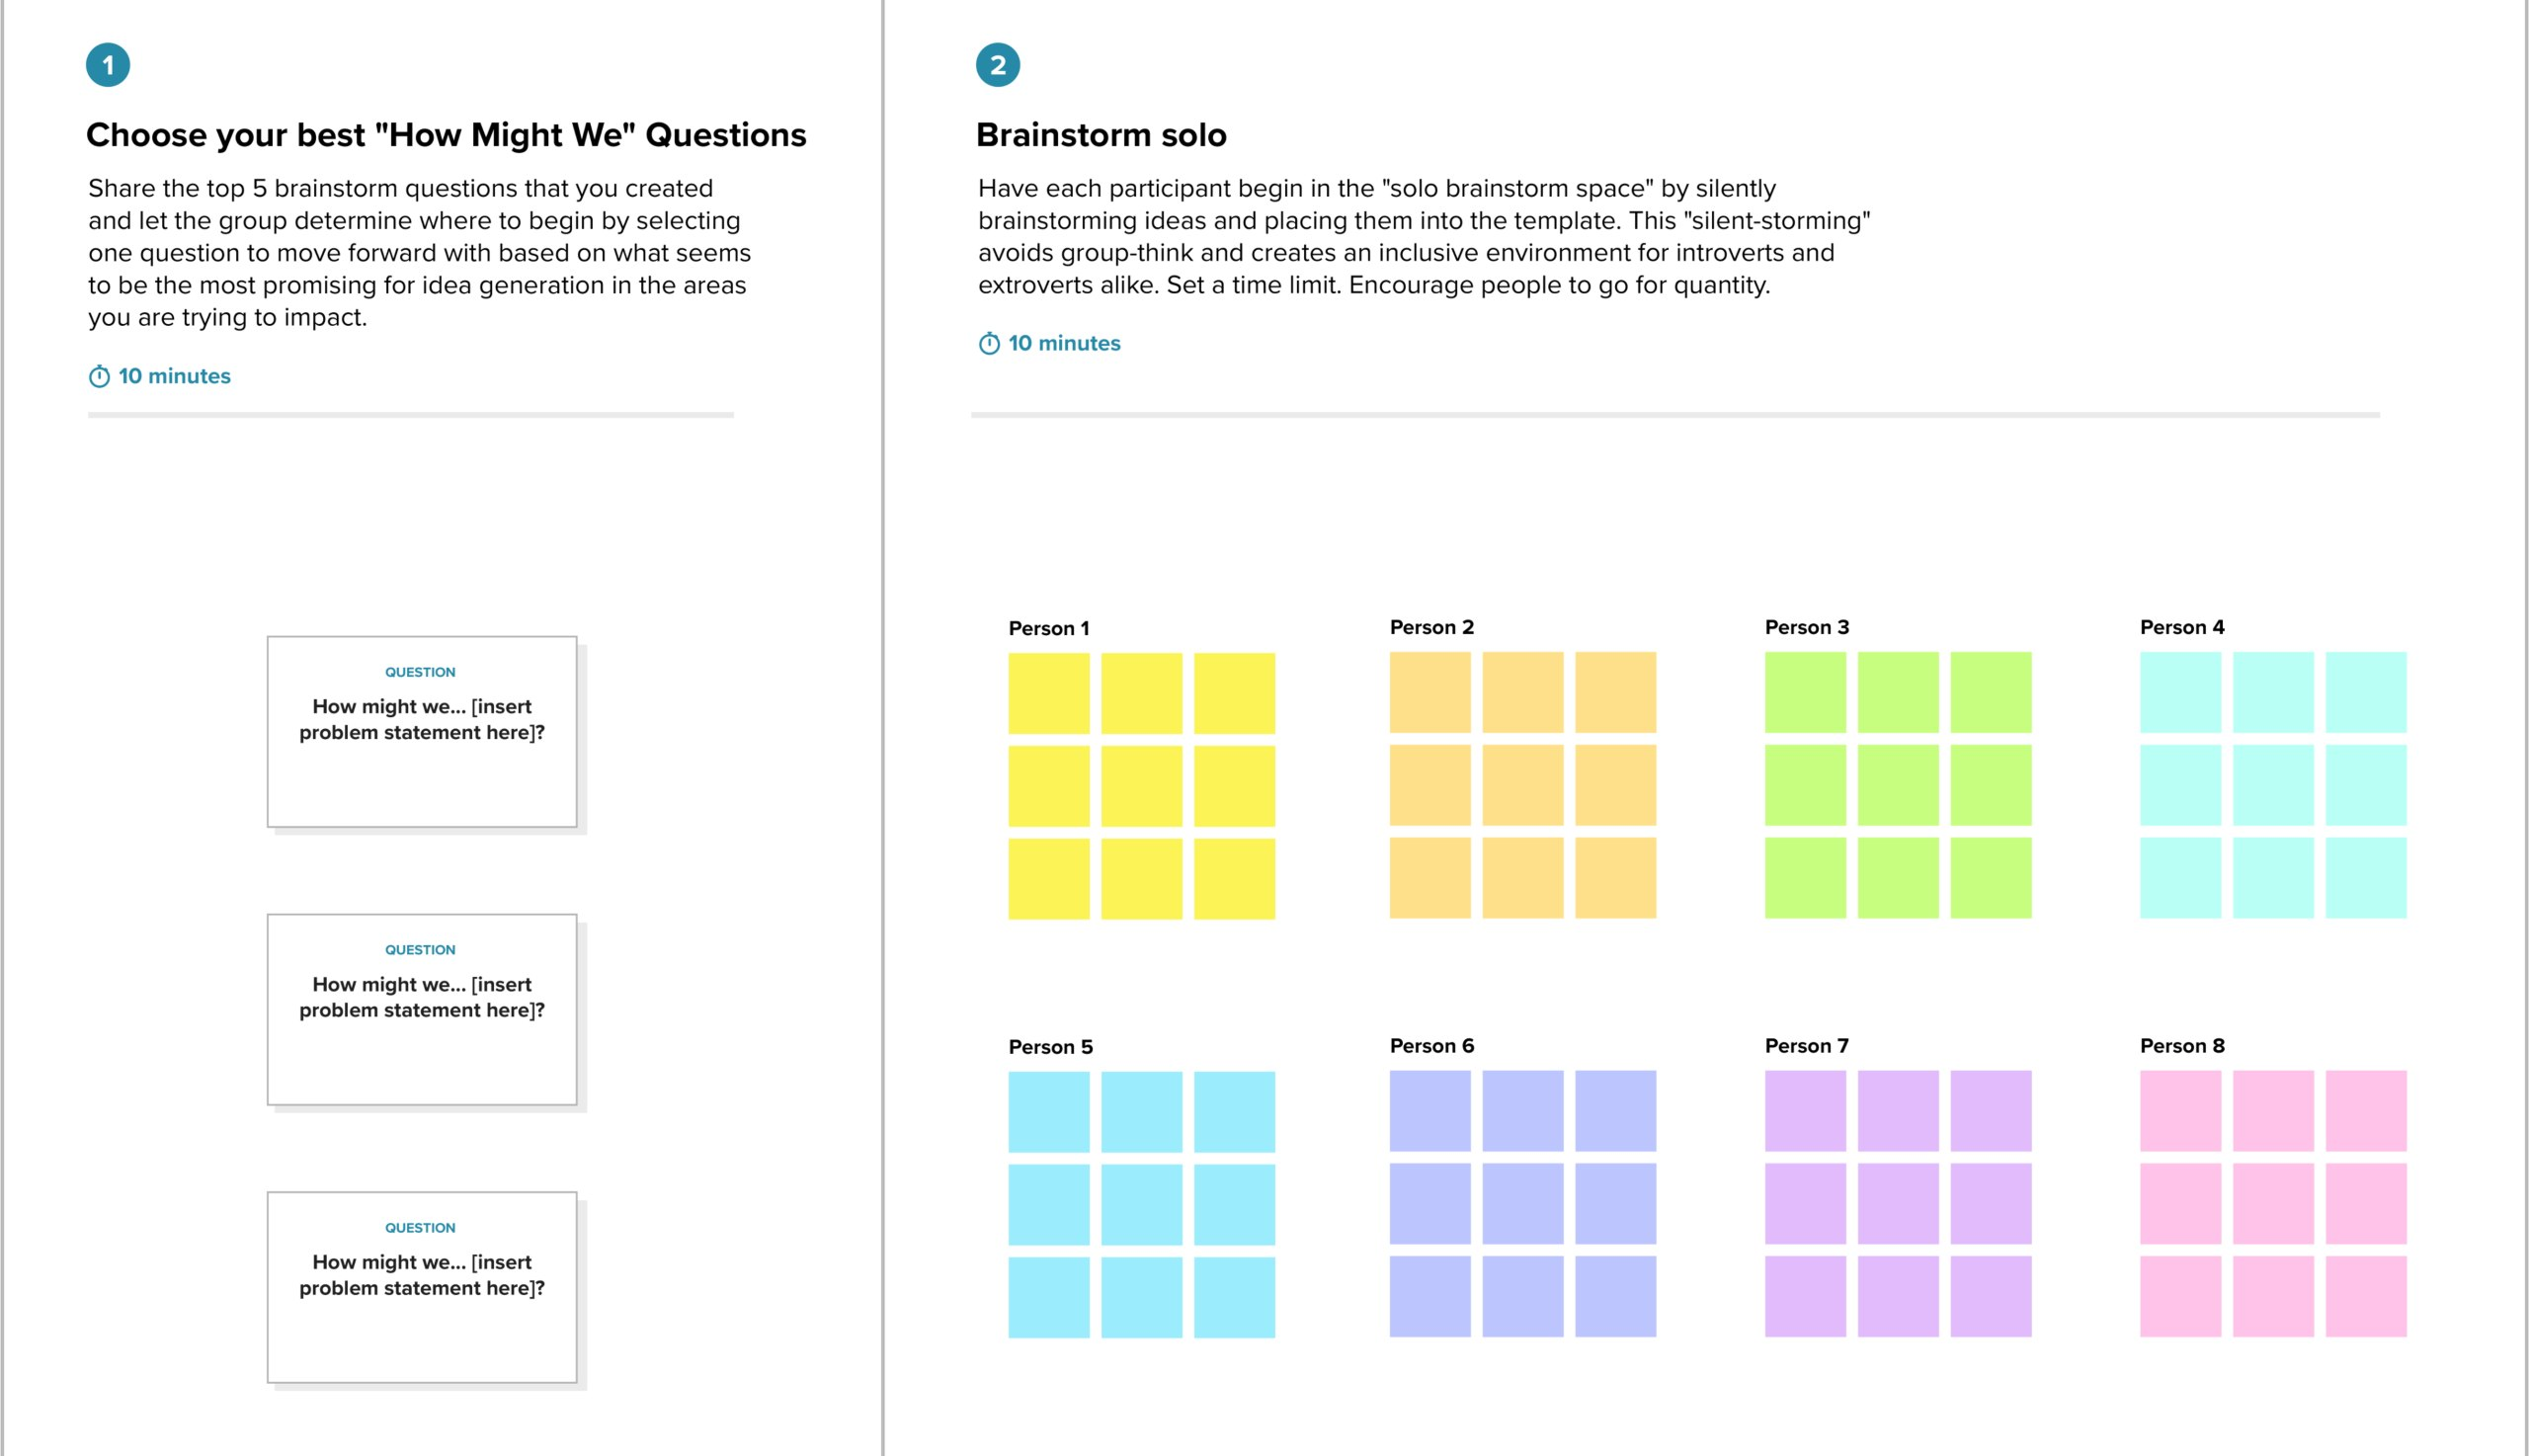 1
Choose your best "How Might We" Questions
Share the top 5 brainstorm questions that you created
and let the group determine where to begin by selecting
one question to move forward with based on what seems
to be the most promising for idea generation in the areas
you are trying to impact.
10 minutes
QUESTION
How might we... [insert
problem statement here]?
QUESTION
How might we... [insert
problem statement here]?
QUESTION
How might we... [insert
problem statement here]?
2
Brainstorm solo
Have each participant begin in the "solo brainstorm space" by silently
brainstorming ideas and placing them into the template. This "silent-storming"
avoids group-think and creates an inclusive environment for introverts and
extroverts alike. Set a time limit. Encourage people to go for quantity.
10 minutes
Person 1
Person 2
Person 3
Person 4
Person 5
Person 6
Person 7
Person 8